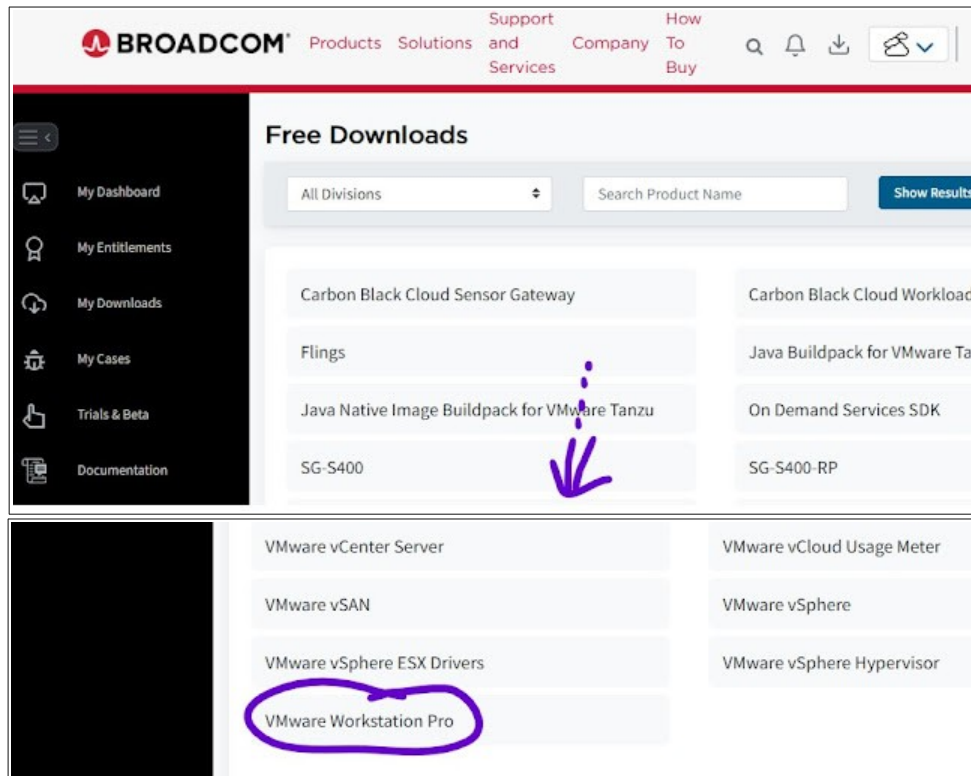 BROADCOM
Products Solutions Support and Services Company How To Buy
Free Downloads
All Divisions
Search Product Name
Show Results
My Dashboard
My Entitlements
My Downloads
My Cases
Trials & Beta
Documentation
Carbon Black Cloud Sensor Gateway
Carbon Black Cloud Workload
Flings
Java Buildpack for VMware Ta
Java Native Image Buildpack for VMware Tanzu
On Demand Services SDK
SG-S400
SG-S400-RP
VMware vCenter Server
VMware vCloud Usage Meter
VMware vSAN
VMware vSphere
VMware vSphere ESX Drivers
VMware vSphere Hypervisor
VMware Workstation Pro